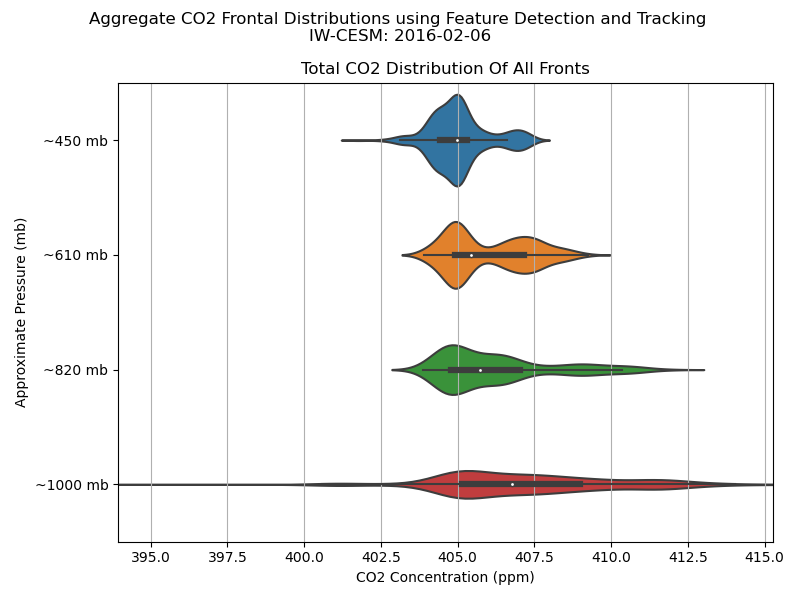 Aggregate CO2 Frontal Distributions using Feature Detection and Tracking
IW-CESM: 2016-02-06
Total CO2 Distribution Of All Fronts
~450 mb
~610 mb
~820 mb
~1000 mb
Approximate Pressure (mb)
395.0 397.5 400.0 402.5 405.0 407.5 410.0 412.5 415.0
CO2 Concentration (ppm)